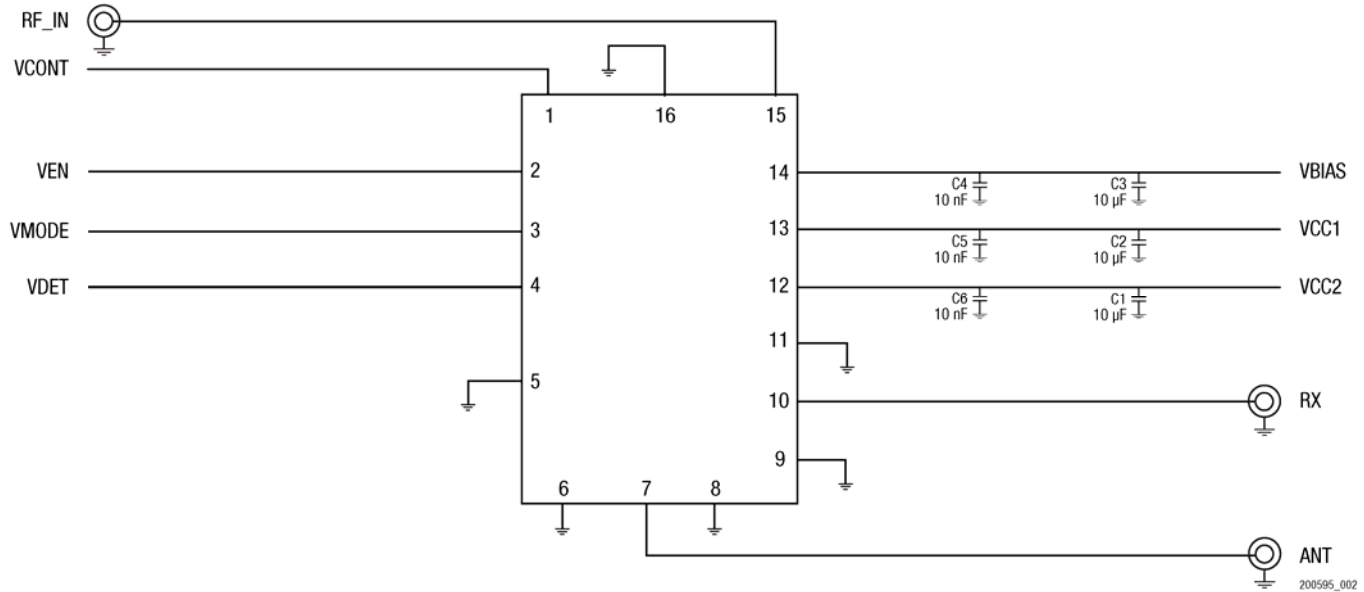 RF_IN
VCONT
1
16
15
VEN
2
14
C4
10 nF
C3
10 µF
VBIAS
VMODE
3
13
C5
10 nF
C2
10 µF
VCC1
VDET
4
12
C6
10 nF
C1
10 µF
VCC2
11
5
10
RX
9
6
7
8
ANT
200595_002